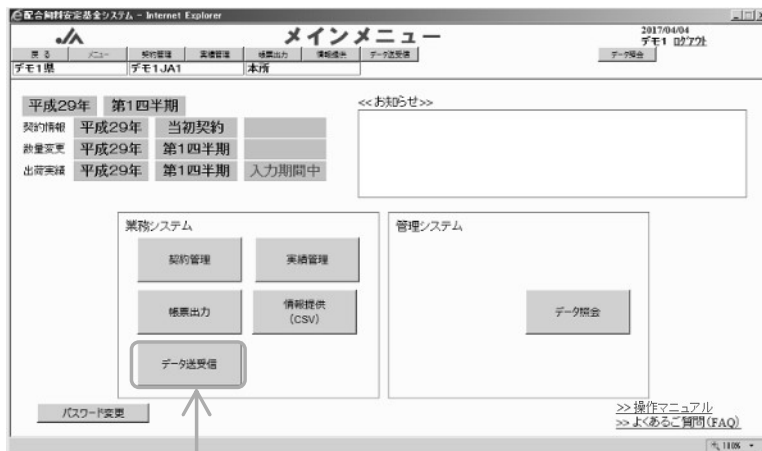 配合飼料安定基金システム - Internet Explorer
JA
メインメニュー
2017/04/04
デモ1 ログアウト
戻る メニュー 契約管理 実績管理 帳票出力 情報提供 データ送受信 データ照会
デモ1県 デモ1JA1 本所
平成29年 第1四半期
<<お知らせ>>
契約情報 平成29年 当初契約
数量変更 平成29年 第1四半期
出荷実績 平成29年 第1四半期 入力期間中
業務システム
管理システム
契約管理 実績管理
帳票出力 情報提供
(CSV)
データ照会
データ送受信
パスワード変更
>>操作マニュアル
>>よくあるご質問(FAQ)
100%